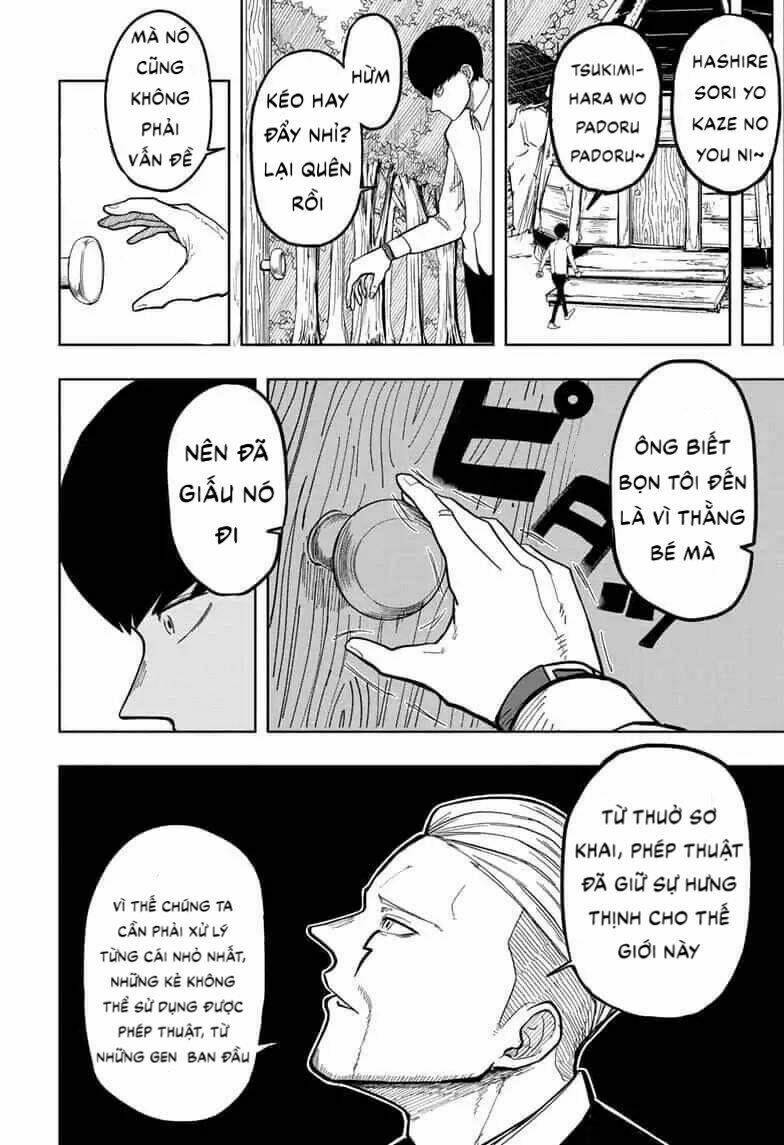 HASHIRE
SORI YO
KAZE NO
YOU NI~
TSUKIMI-
HARA WO
PADORU
PADORU~
HỪM
KÉO HAY
ĐẨY NHỈ?
LẠI QUÊN
RỒI
MÀ NÓ
CŨNG
KHÔNG
PHẢI
VẤN ĐỀ
ÔNG BIẾT
BỌN TÔI ĐẾN
LÀ VÌ THẰNG
BÉ MÀ
ピタッ
NÊN ĐÃ
GIẤU NÓ
ĐI
TỪ THUỞ SƠ
KHAI, PHÉP THUẬT
ĐÃ GIỮ SỰ HƯNG
THỊNH CHO THẾ
GIỚI NÀY
VÌ THẾ CHÚNG TA
CẦN PHẢI XỬ LÝ
TỪNG CÁI NHỎ NHẤT,
NHỮNG KẺ KHÔNG
THỂ SỬ DỤNG ĐƯỢC
PHÉP THUẬT, TỪ
NHỮNG GEN BAN ĐẦU